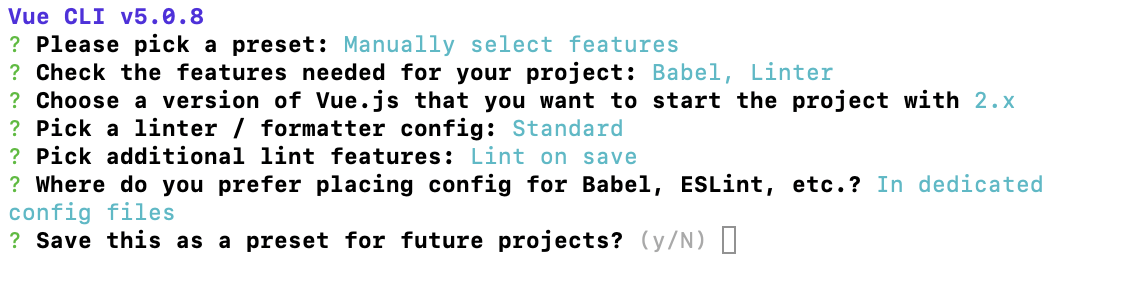 Vue CLI v5.0.8
? Please pick a preset: Manually select features
? Check the features needed for your project: Babel, Linter
? Choose a version of Vue.js that you want to start the project with 2.x
? Pick a linter / formatter config: Standard
? Pick additional lint features: Lint on save
? Where do you prefer placing config for Babel, ESLint, etc.? In dedicated
config files
? Save this as a preset for future projects? (y/N)